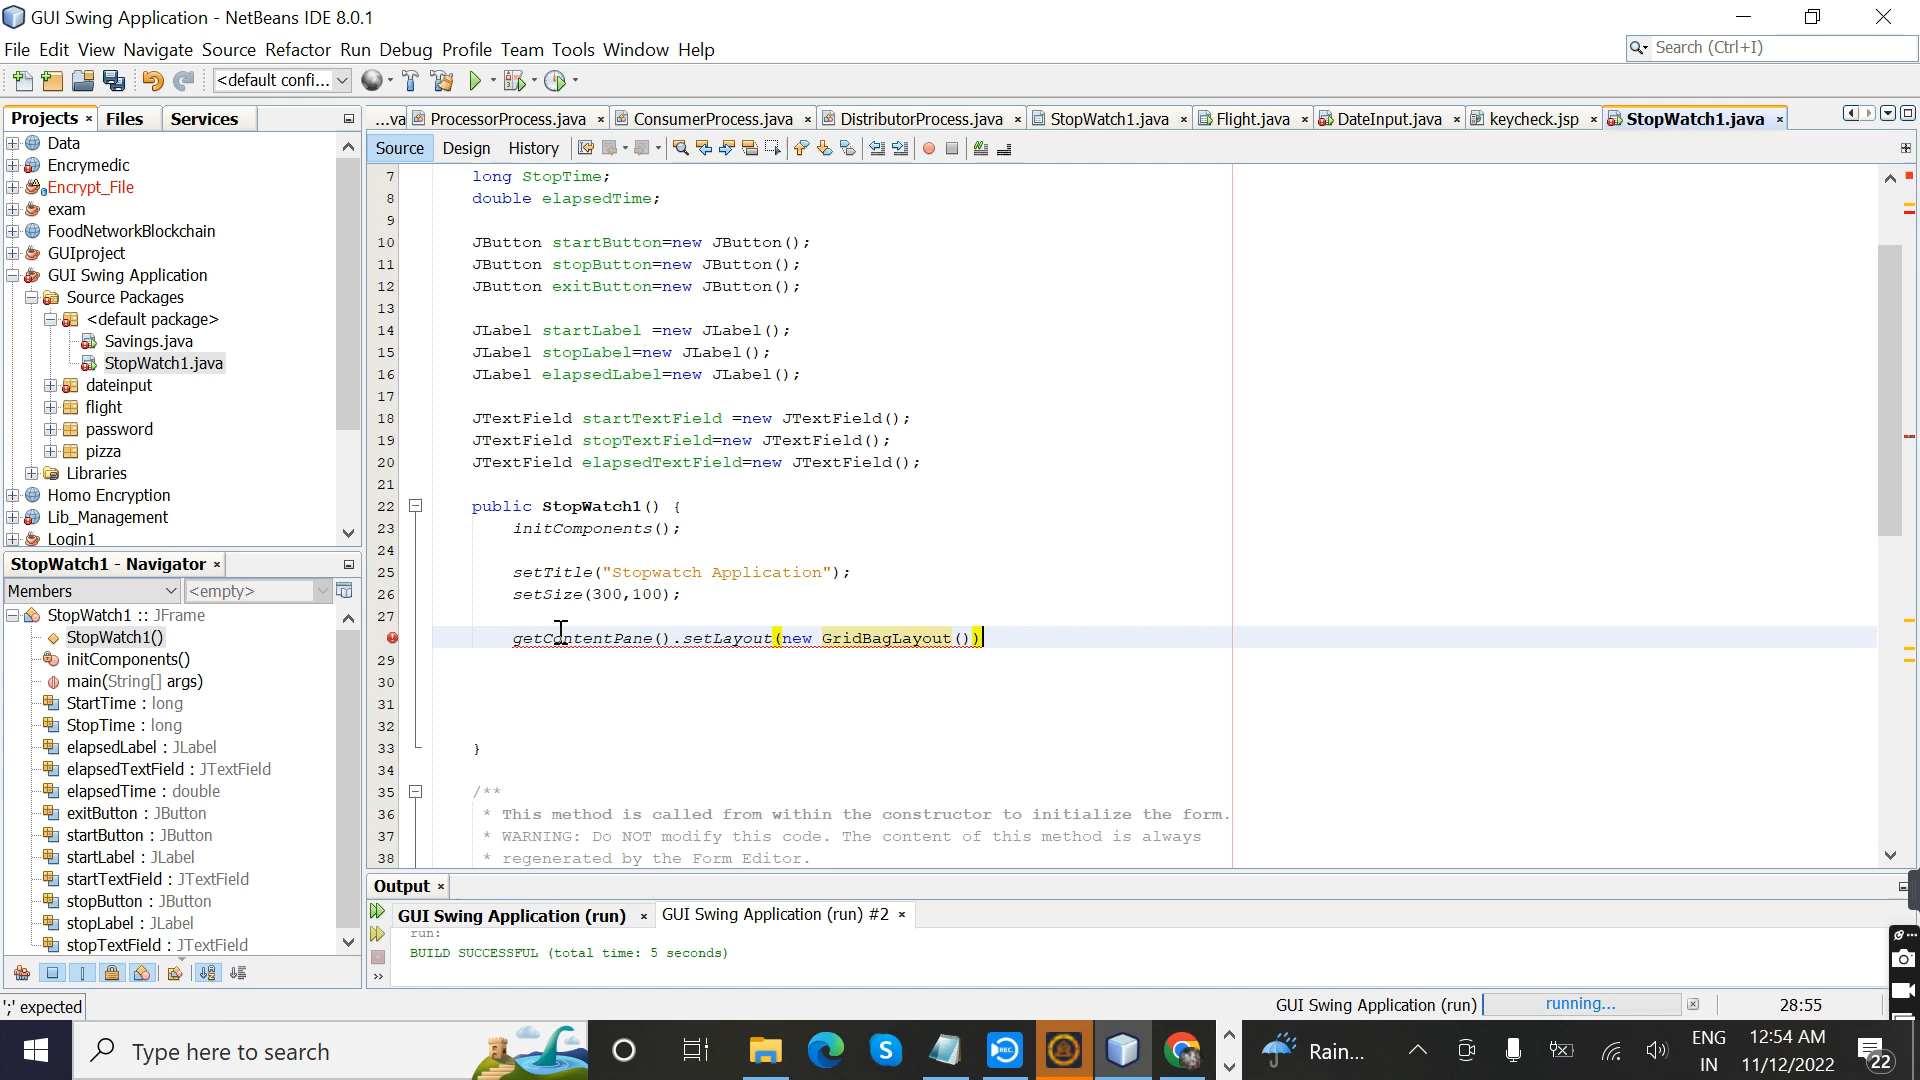 GUI Swing Application - NetBeans IDE 8.0.1
File Edit View Navigate Source Refactor Run Debug Profile Team Tools Window Help
Search (Ctrl+I)
<default confi...
Projects Files Services
...va ProcessorProcess.java ConsumerProcess.java DistributorProcess.java StopWatch1.java Flight.java DateInput.java keycheck.jsp StopWatch1.java
Source Design History
Data
Encrymedic
Encrypt_File
exam
FoodNetworkBlockchain
GUIproject
GUI Swing Application
Source Packages
<default package>
Savings.java
StopWatch1.java
dateinput
flight
password
pizza
Libraries
Homo Encryption
Lib_Management
Login1
StopWatch1 - Navigator
Members <empty>
StopWatch1 :: JFrame
StopWatch1()
initComponents()
main(String[] args)
StartTime : long
StopTime : long
elapsedLabel : JLabel
elapsedTextField : JTextField
elapsedTime : double
exitButton : JButton
startButton : JButton
startLabel : JLabel
startTextField : JTextField
stopButton : JButton
stopLabel : JLabel
stopTextField : JTextField
7 long StopTime;
8 double elapsedTime;
9
10 JButton startButton=new JButton();
11 JButton stopButton=new JButton();
12 JButton exitButton=new JButton();
13
14 JLabel startLabel =new JLabel();
15 JLabel stopLabel=new JLabel();
16 JLabel elapsedLabel=new JLabel();
17
18 JTextField startTextField =new JTextField();
19 JTextField stopTextField=new JTextField();
20 JTextField elapsedTextField=new JTextField();
21
22 public StopWatch1() {
23 initComponents();
24
25 setTitle("Stopwatch Application");
26 setSize(300,100);
27
getContentPane().setLayout(new GridBagLayout())
29
30
31
32
33 }
34
35 /**
36 * This method is called from within the constructor to initialize the form.
37 * WARNING: Do NOT modify this code. The content of this method is always
38 * regenerated by the Form Editor.
Output
GUI Swing Application (run) GUI Swing Application (run) #2
run:
BUILD SUCCESSFUL (total time: 5 seconds)
';' expected
GUI Swing Application (run) running... 28:55
Type here to search
REC
Rain...
ENG
IN
12:54 AM
11/12/2022
22